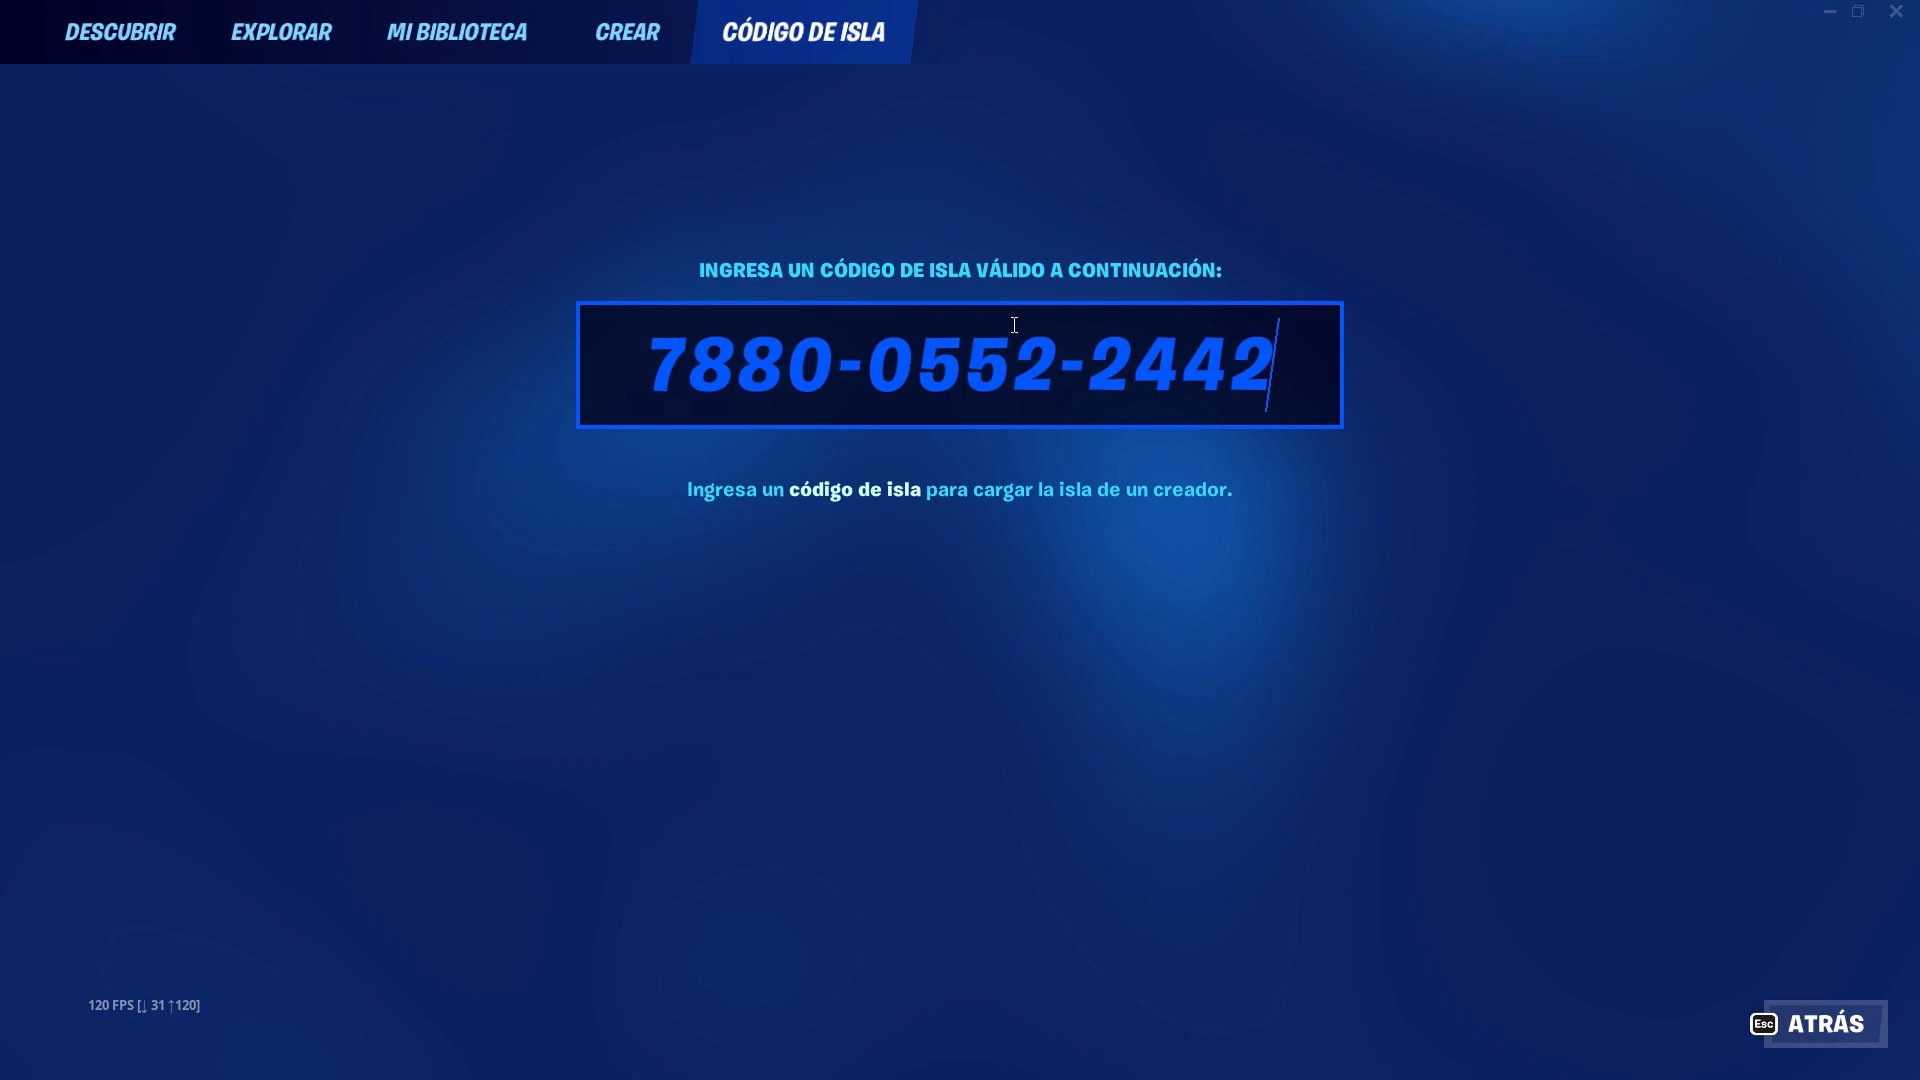 DESCUBRIR EXPLORAR MI BIBLIOTECA CREAR CÓDIGO DE ISLA
INGRESA UN CÓDIGO DE ISLA VÁLIDO A CONTINUACIÓN:
7880-0552-2442
Ingresa un código de isla para cargar la isla de un creador.
120 FPS [↓ 31 ↑120]
Esc ATRÁS